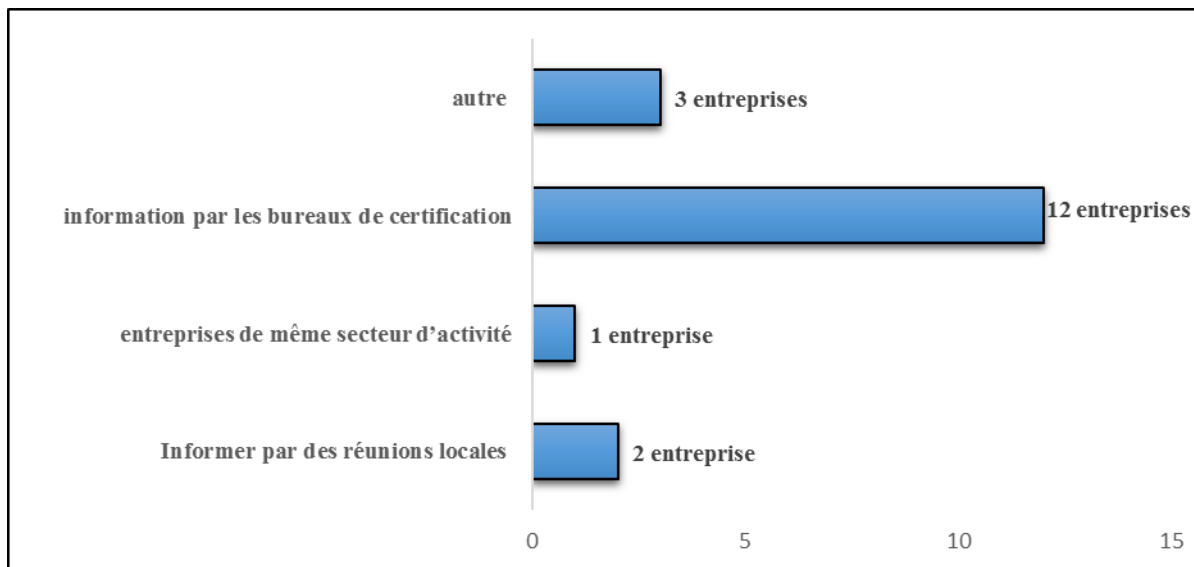 autre
3 entreprises
information par les bureaux de certification
12 entreprises
entreprises de même secteur d’activité
1 entreprise
Informer par des réunions locales
2 entreprise
0 5 10 15